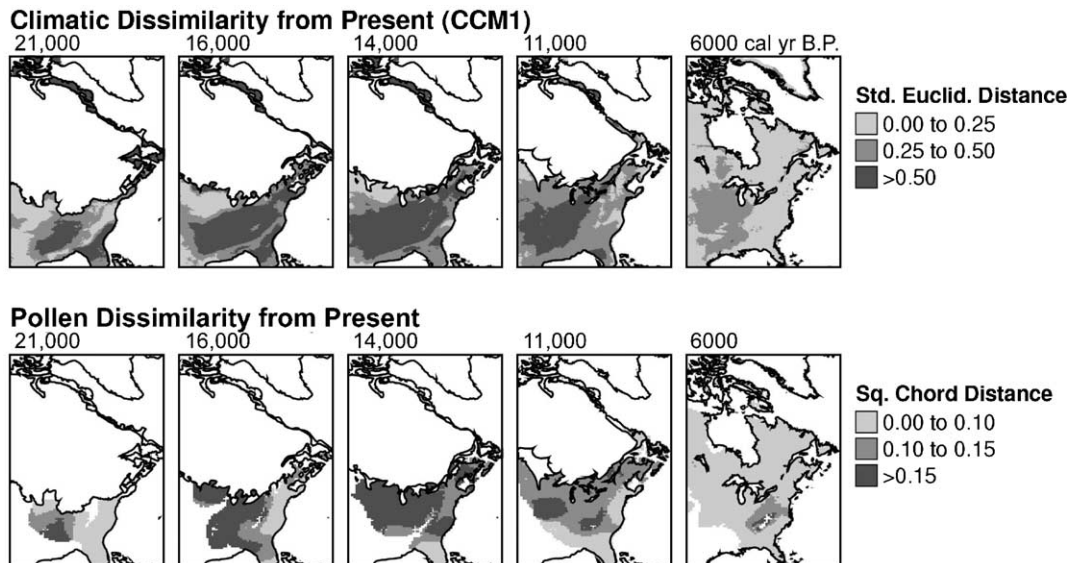 Climatic Dissimilarity from Present (CCM1)
21,000 16,000 14,000 11,000 6000 cal yr B.P.
Std. Euclid. Distance
0.00 to 0.25
0.25 to 0.50
>0.50
Pollen Dissimilarity from Present
21,000 16,000 14,000 11,000 6000
Sq. Chord Distance
0.00 to 0.10
0.10 to 0.15
>0.15